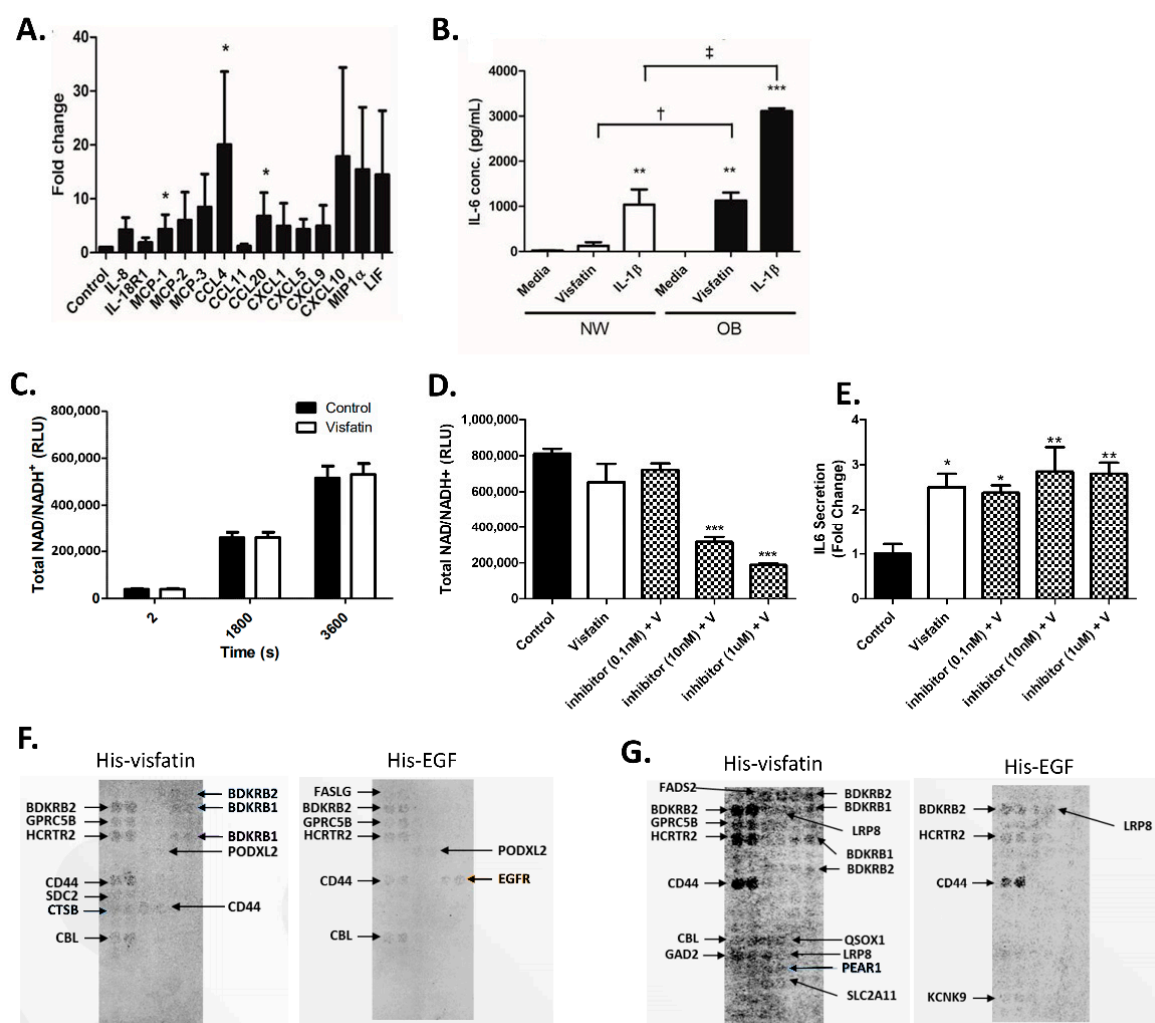 A.
Fold change
40
30
20
10
0
*
*
*
Control
IL-8
IL-18R1
MCP-1
MCP-2
MCP-3
CCL4
CCL11
CCL20
CXCL1
CXCL5
CXCL9
CXCL10
MIP1α
LIF
B.
IL-6 conc. (pg/mL)
4000
3000
2000
1000
0
‡
†
**
**
***
Media
Visfatin
IL-1β
Media
Visfatin
IL-1β
NW
OB
C.
Total NAD/NADH⁺ (RLU)
800,000
600,000
400,000
200,000
0
Control
Visfatin
2
1800
3600
Time (s)
D.
Total NAD/NADH+ (RLU)
1,000,000
800,000
600,000
400,000
200,000
0
***
***
Control
Visfatin
inhibitor (0.1nM) + V
inhibitor (10nM) + V
inhibitor (1uM) + V
E.
IL6 Secretion
(Fold Change)
4
3
2
1
0
*
*
**
**
Control
Visfatin
inhibitor (0.1nM) + V
inhibitor (10nM) + V
inhibitor (1uM) + V
F.
His-visfatin
BDKRB2
GPRC5B
HCRTR2
CD44
SDC2
CTSB
CBL
BDKRB2
BDKRB1
BDKRB1
PODXL2
CD44
His-EGF
FASLG
BDKRB2
GPRC5B
HCRTR2
CD44
CBL
PODXL2
EGFR
G.
His-visfatin
FADS2
BDKRB2
GPRC5B
HCRTR2
CD44
CBL
GAD2
BDKRB2
BDKRB1
LRP8
BDKRB1
BDKRB2
QSOX1
LRP8
PEAR1
SLC2A11
His-EGF
BDKRB2
HCRTR2
CD44
KCNK9
LRP8